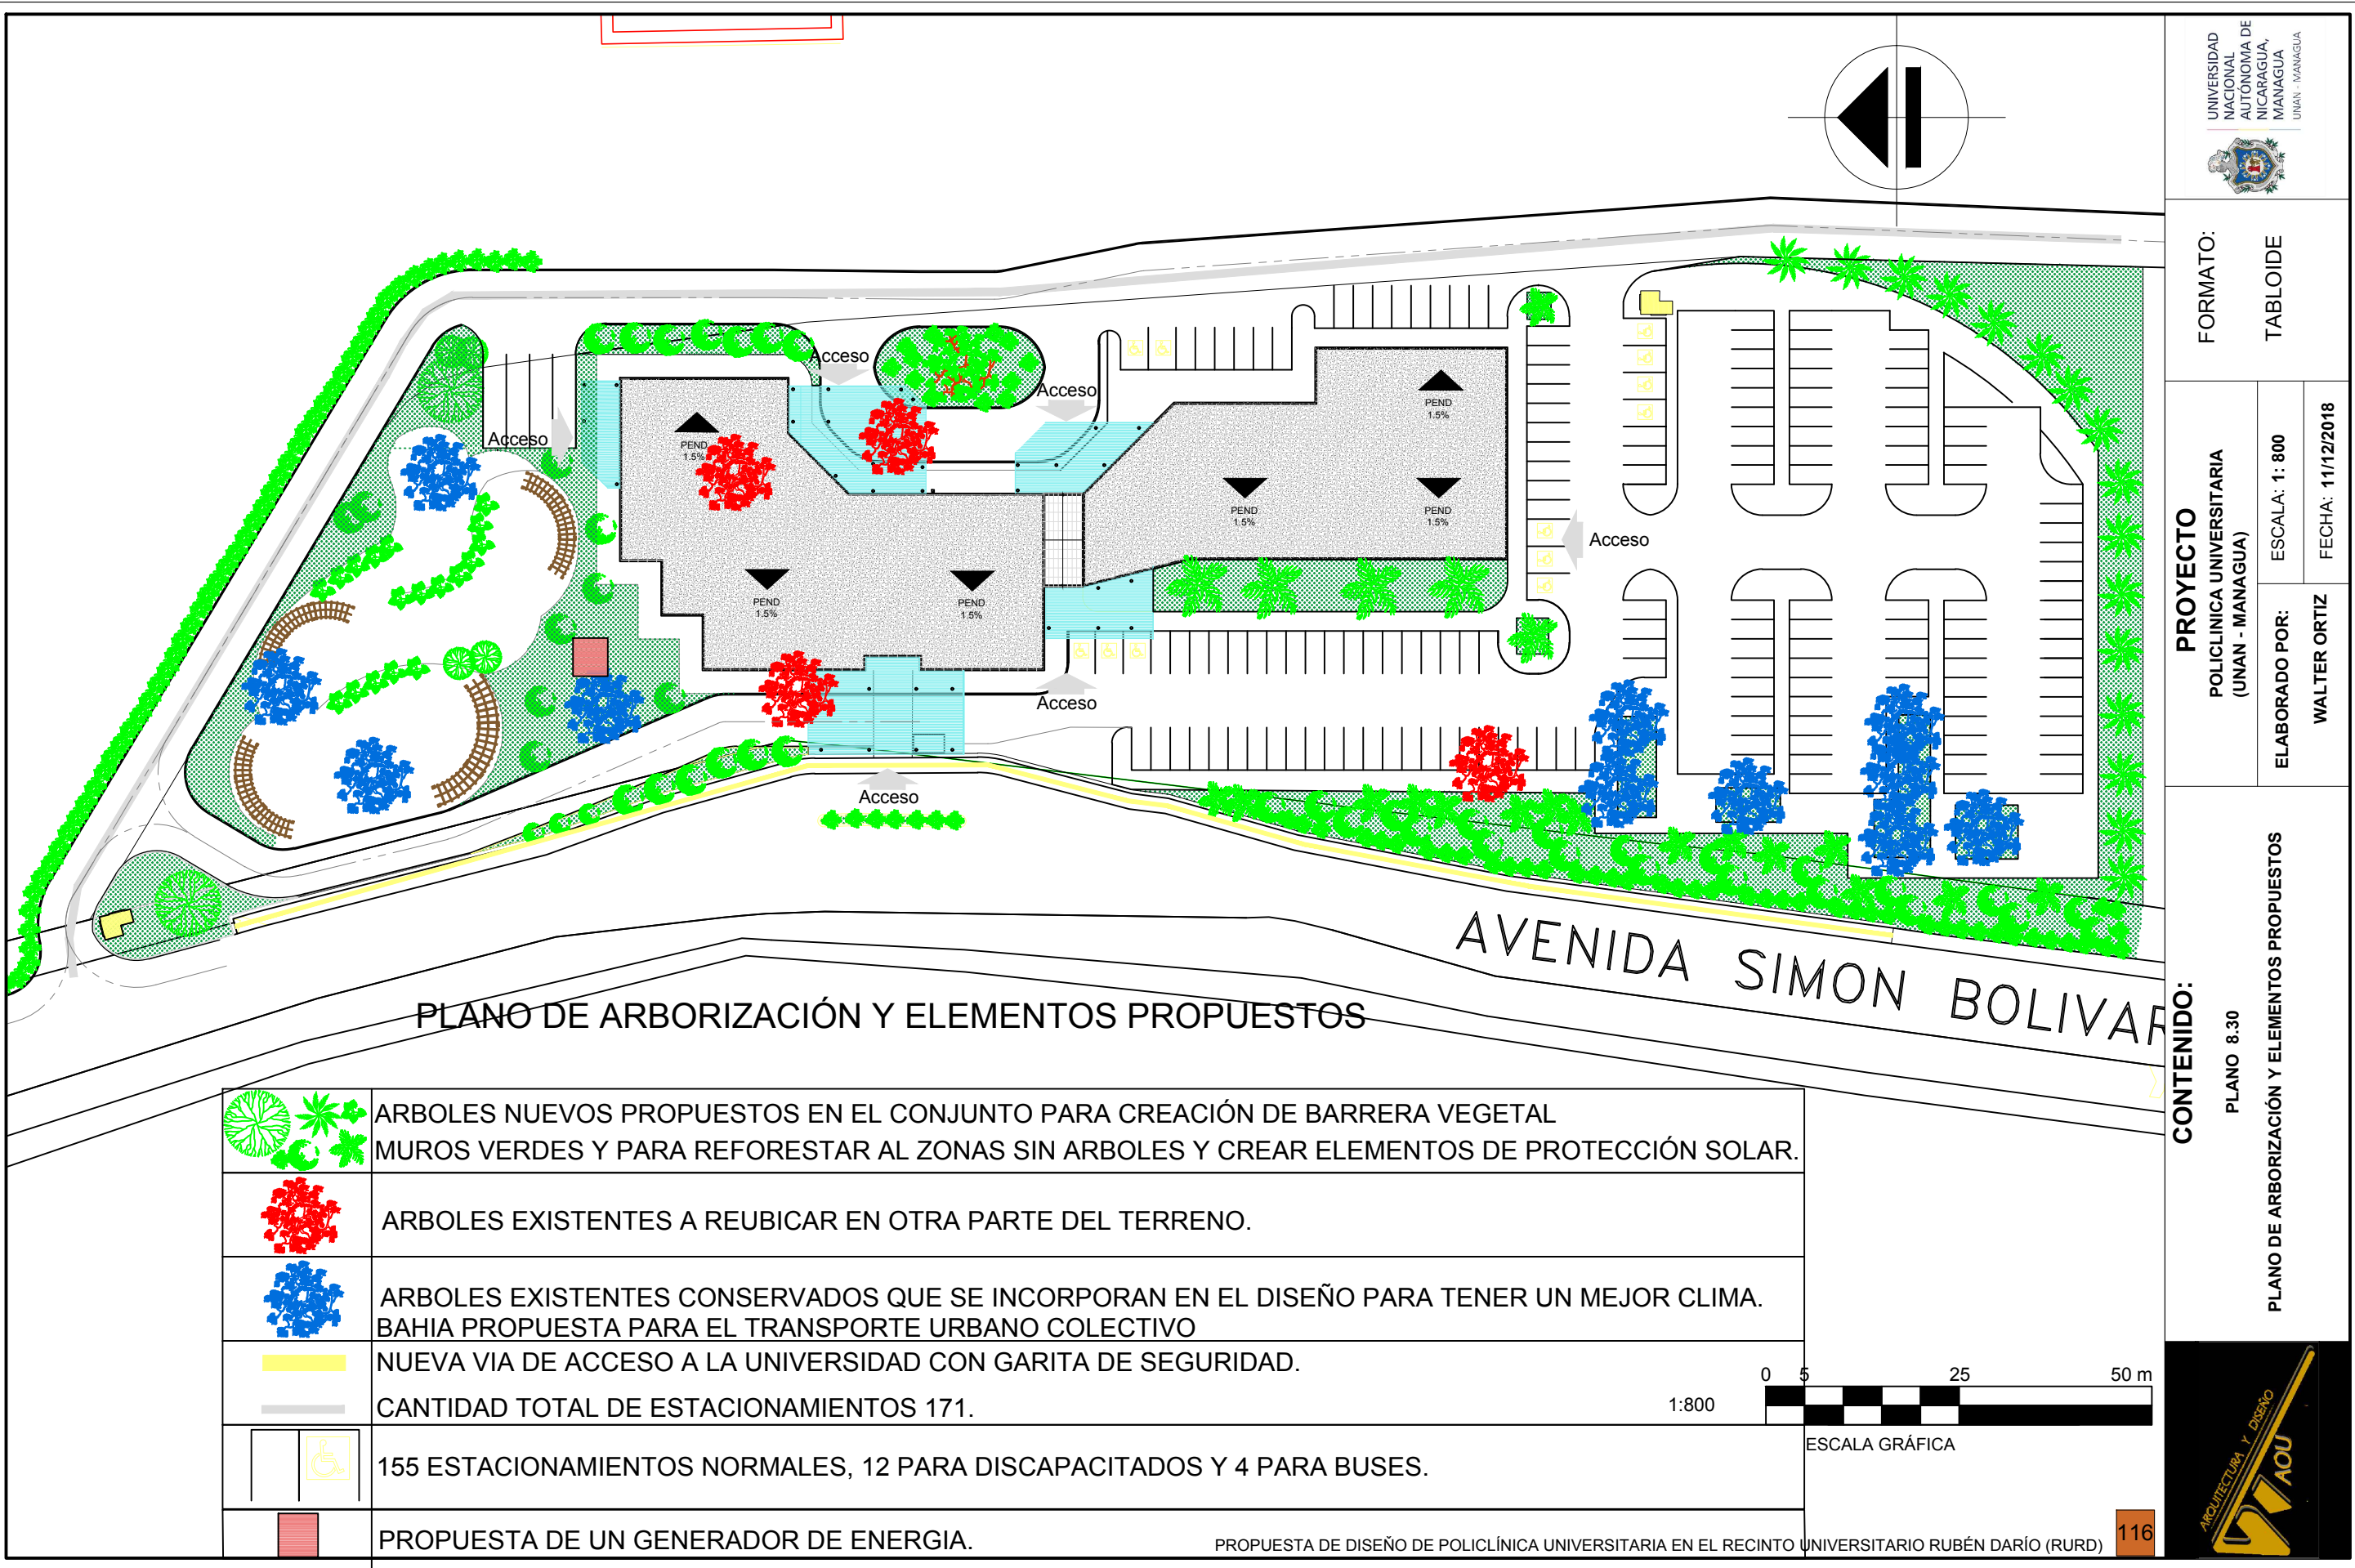 Acceso
Acceso
Acceso
Acceso
Acceso
Acceso
PEND
1.5%
PEND
1.5%
PEND
1.5%
PEND
1.5%
PEND
1.5%
PEND
1.5%
AVENIDA SIMON BOLIVAR
PLANO DE ARBORIZACIÓN Y ELEMENTOS PROPUESTOS
ARBOLES NUEVOS PROPUESTOS EN EL CONJUNTO PARA CREACIÓN DE BARRERA VEGETAL
MUROS VERDES Y PARA REFORESTAR AL ZONAS SIN ARBOLES Y CREAR ELEMENTOS DE PROTECCIÓN SOLAR.
ARBOLES EXISTENTES A REUBICAR EN OTRA PARTE DEL TERRENO.
ARBOLES EXISTENTES CONSERVADOS QUE SE INCORPORAN EN EL DISEÑO PARA TENER UN MEJOR CLIMA.
BAHIA PROPUESTA PARA EL TRANSPORTE URBANO COLECTIVO
NUEVA VIA DE ACCESO A LA UNIVERSIDAD CON GARITA DE SEGURIDAD.
CANTIDAD TOTAL DE ESTACIONAMIENTOS 171.
155 ESTACIONAMIENTOS NORMALES, 12 PARA DISCAPACITADOS Y 4 PARA BUSES.
PROPUESTA DE UN GENERADOR DE ENERGIA.
1:800
0 5 25 50 m
ESCALA GRÁFICA
PROPUESTA DE DISEÑO DE POLICLÍNICA UNIVERSITARIA EN EL RECINTO UNIVERSITARIO RUBÉN DARÍO (RURD)
116
UNIVERSIDAD
NACIONAL
AUTÓNOMA DE
NICARAGUA,
MANAGUA
UNAN - MANAGUA
FORMATO:
TABLOIDE
PROYECTO
POLICLINICA UNIVERSITARIA
(UNAN - MANAGUA)
ESCALA: 1: 800
FECHA: 11/12/2018
ELABORADO POR:
WALTER ORTIZ
CONTENIDO:
PLANO 8.30
PLANO DE ARBORIZACIÓN Y ELEMENTOS PROPUESTOS
ARQUITECTURA Y DISEÑO
AOU